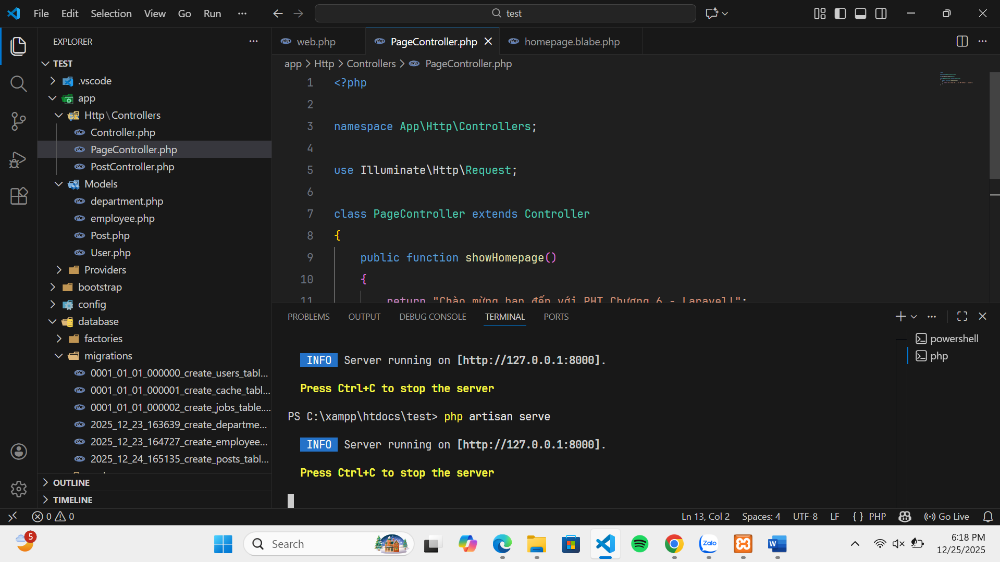 File Edit Selection View Go Run ··· test
EXPLORER
TEST
.vscode
app
Http\Controllers
Controller.php
PageController.php
PostController.php
Models
department.php
employee.php
Post.php
User.php
Providers
bootstrap
config
database
factories
migrations
0001_01_01_000000_create_users_tabl...
0001_01_01_000001_create_cache_tabl...
0001_01_01_000002_create_jobs_table....
2025_12_23_163639_create_departme...
2025_12_23_164727_create_employee...
2025_12_24_165135_create_posts_tabl...
OUTLINE
TIMELINE
web.php PageController.php homepage.blabe.php
app > Http > Controllers > PageController.php
1 <?php
2
3 namespace App\Http\Controllers;
4
5 use Illuminate\Http\Request;
6
7 class PageController extends Controller
8 {
9 public function showHomepage()
10 {
11 return "Chào mừng bạn đến với PHT Chương 6 - Laravel!";
PROBLEMS OUTPUT DEBUG CONSOLE TERMINAL PORTS
INFO Server running on [http://127.0.0.1:8000].
Press Ctrl+C to stop the server
PS C:\xampp\htdocs\test> php artisan serve
INFO Server running on [http://127.0.0.1:8000].
Press Ctrl+C to stop the server
powershell
php
0 0 Ln 13, Col 2 Spaces: 4 UTF-8 LF { } PHP Go Live
5 Search Zalo W 6:18 PM
12/25/2025